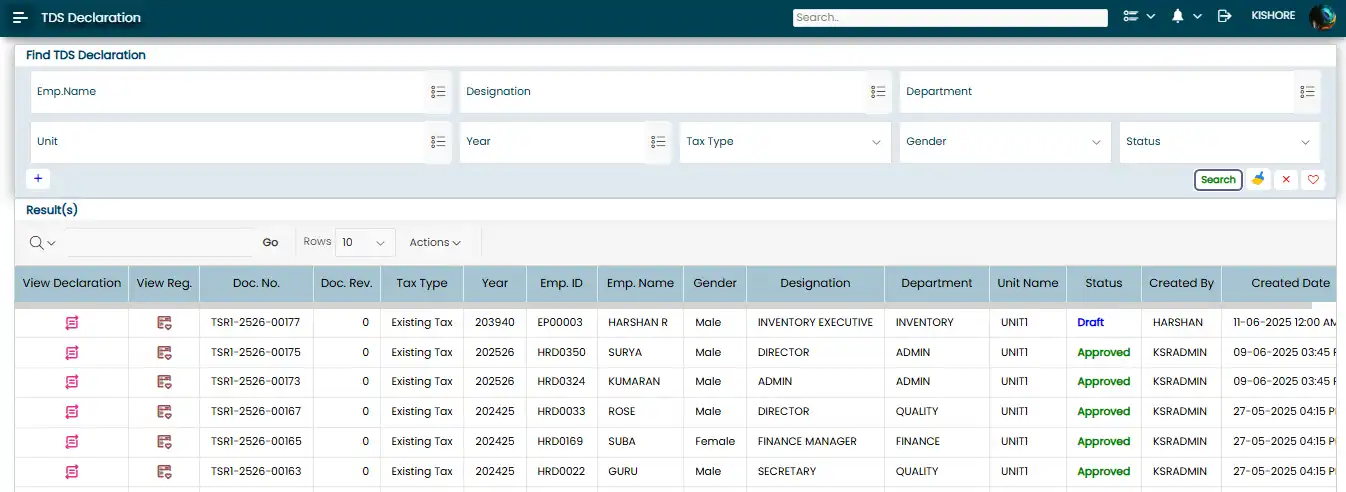 TDS Declaration Search.. KISHORE
Find TDS Declaration
Emp.Name Designation Department
Unit Year Tax Type Gender Status
+ Search
Result(s)
Go Rows 10 Actions
View Declaration View Reg. Doc. No. Doc. Rev. Tax Type Year Emp. ID Emp. Name Gender Designation Department Unit Name Status Created By Created Date
TSR1-2526-00177 0 Existing Tax 203940 EP00003 HARSHAN R Male INVENTORY EXECUTIVE INVENTORY UNIT1 Draft HARSHAN 11-06-2025 12:00 AM
TSR1-2526-00175 0 Existing Tax 202526 HRD0350 SURYA Male DIRECTOR ADMIN UNIT1 Approved KSRADMIN 09-06-2025 03:45 P
TSR1-2526-00173 0 Existing Tax 202526 HRD0324 KUMARAN Male ADMIN ADMIN UNIT1 Approved KSRADMIN 09-06-2025 03:45 P
TSR1-2526-00167 0 Existing Tax 202425 HRD0033 ROSE Male DIRECTOR QUALITY UNIT1 Approved KSRADMIN 27-05-2025 04:15 P
TSR1-2526-00165 0 Existing Tax 202425 HRD0169 SUBA Female FINANCE MANAGER FINANCE UNIT1 Approved KSRADMIN 27-05-2025 04:15 P
TSR1-2526-00163 0 Existing Tax 202425 HRD0022 GURU Male SECRETARY QUALITY UNIT1 Approved KSRADMIN 27-05-2025 04:15 P